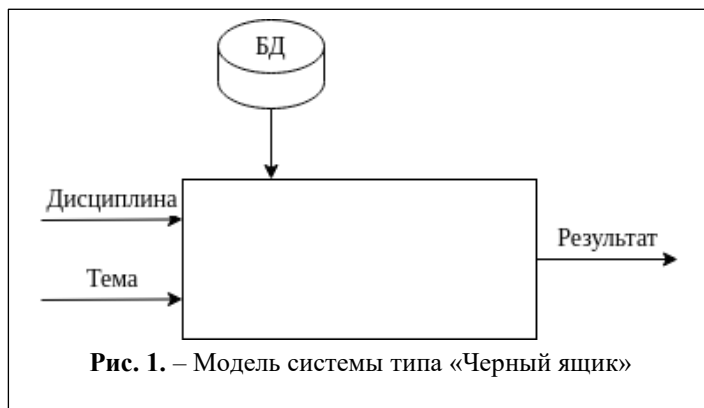 БД
Дисциплина
Тема
Результат
Рис. 1. – Модель системы типа «Черный ящик»